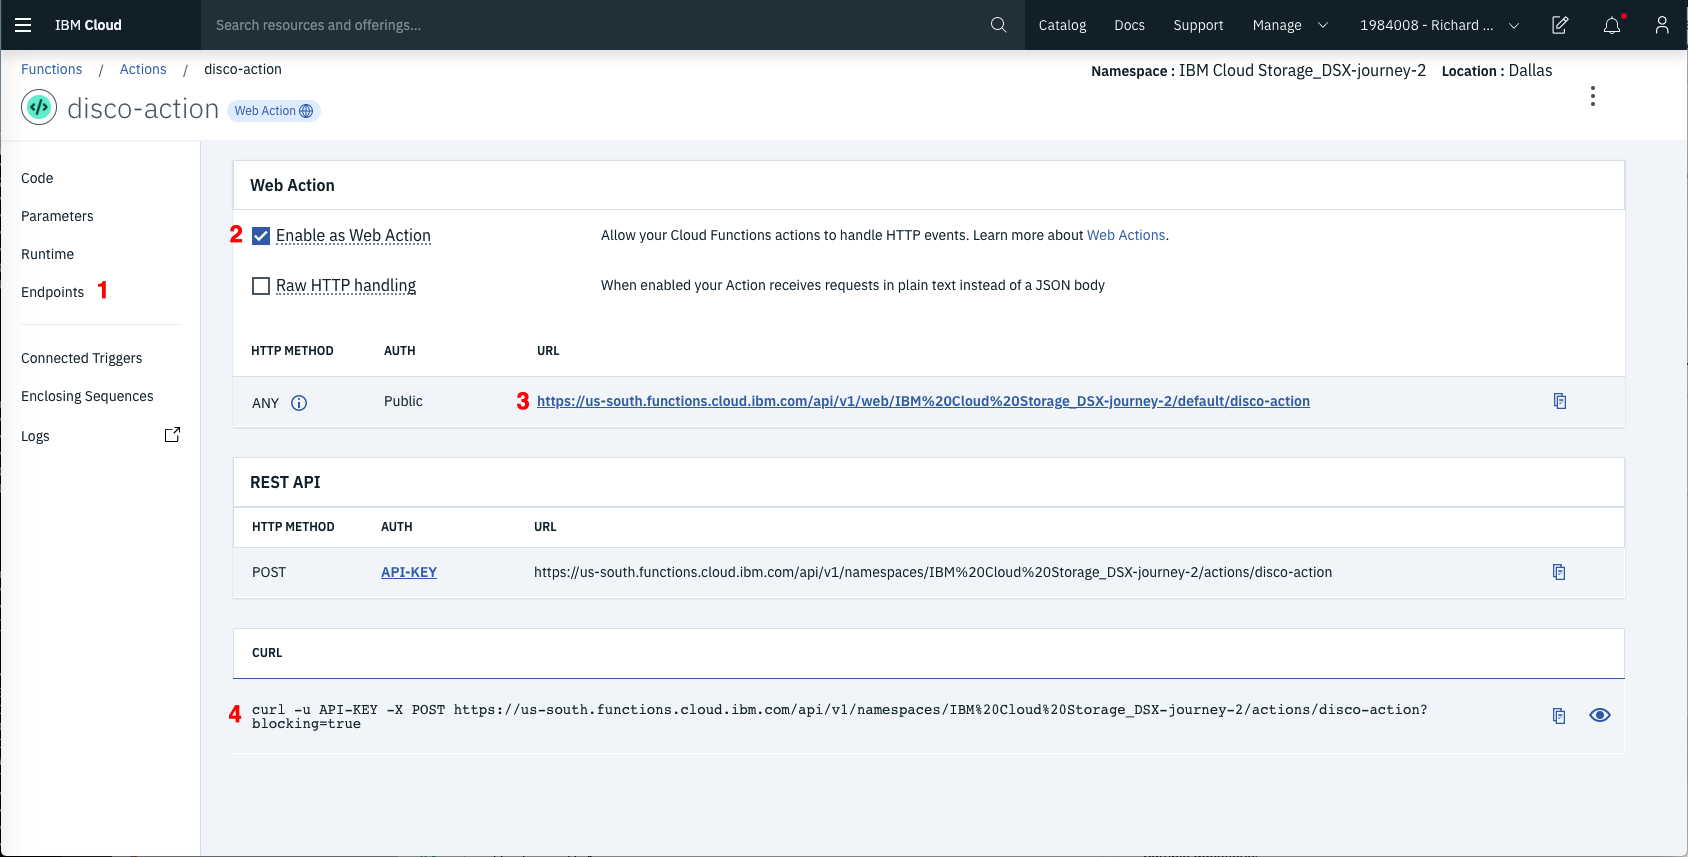 IBM Cloud
Search resources and offerings...
Catalog
Docs
Support
Manage
1984008 - Richard ...
Functions / Actions / disco-action
Namespace : IBM Cloud Storage_DSX-journey-2 Location : Dallas
disco-action
Web Action
Code
Parameters
Runtime
Endpoints 1
Connected Triggers
Enclosing Sequences
Logs
Web Action
2 Enable as Web Action Allow your Cloud Functions actions to handle HTTP events. Learn more about Web Actions.
Raw HTTP handling When enabled your Action receives requests in plain text instead of a JSON body
HTTP METHOD AUTH URL
ANY Public 3 https://us-south.functions.cloud.ibm.com/api/v1/web/IBM%20Cloud%20Storage_DSX-journey-2/default/disco-action
REST API
HTTP METHOD AUTH URL
POST API-KEY https://us-south.functions.cloud.ibm.com/api/v1/namespaces/IBM%20Cloud%20Storage_DSX-journey-2/actions/disco-action
CURL
4 curl -u API-KEY -X POST https://us-south.functions.cloud.ibm.com/api/v1/namespaces/IBM%20Cloud%20Storage_DSX-journey-2/actions/disco-action?
blocking=true